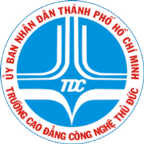 ỦY BAN NHÂN DÂN THÀNH PHỐ HỒ CHÍ MINH
TDC
TRƯỜNG CAO ĐẲNG CÔNG NGHỆ THỦ ĐỨC